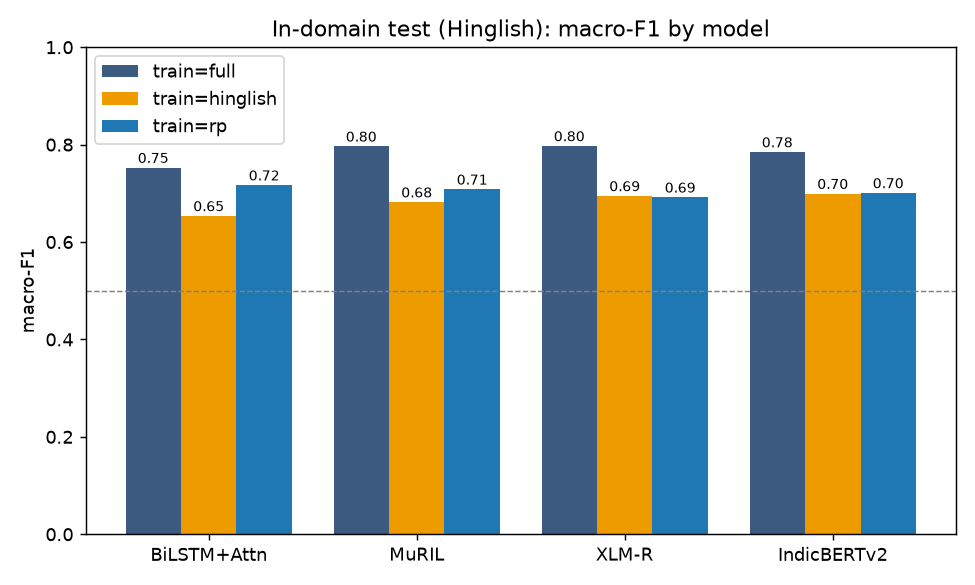 In-domain test (Hinglish): macro-F1 by model
train=full
train=hinglish
train=rp
macro-F1
1.0
0.8
0.6
0.4
0.2
0.0
0.75
0.65
0.72
0.80
0.68
0.71
0.80
0.69
0.69
0.78
0.70
0.70
BiLSTM+Attn
MuRIL
XLM-R
IndicBERTv2